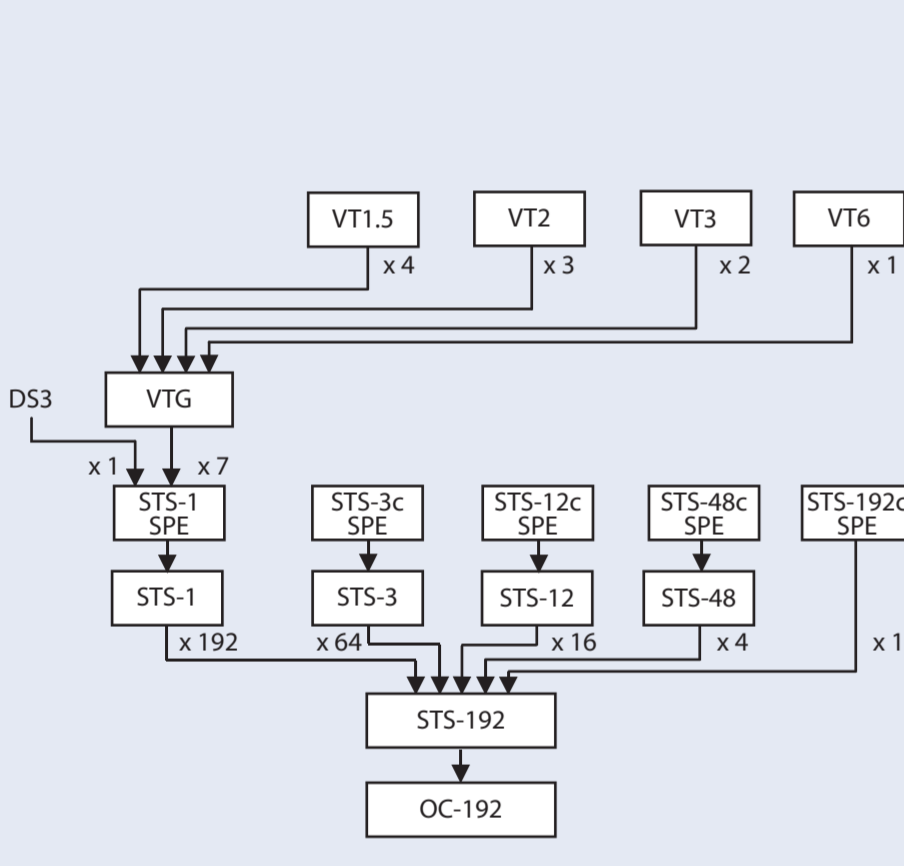 VT1.5
VT2
VT3
VT6
x 4
x 3
x 2
x 1
DS3
VTG
x 1
x 7
STS-1
SPE
STS-3c
SPE
STS-12c
SPE
STS-48c
SPE
STS-192c
SPE
STS-1
STS-3
STS-12
STS-48
x 192
x 64
x 16
x 4
x 1
STS-192
OC-192